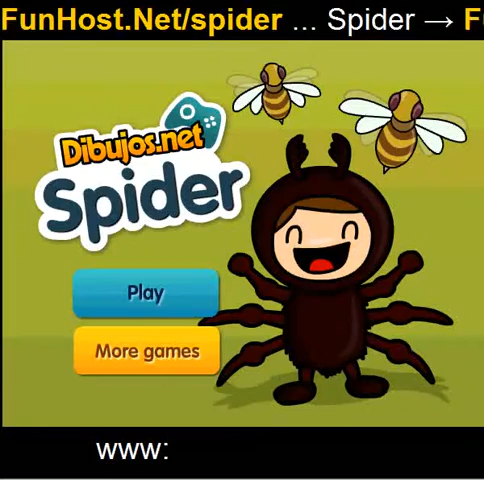 FunHost.Net/spider ... Spider →
Dibujos.net
Spider
Play
More games
www: